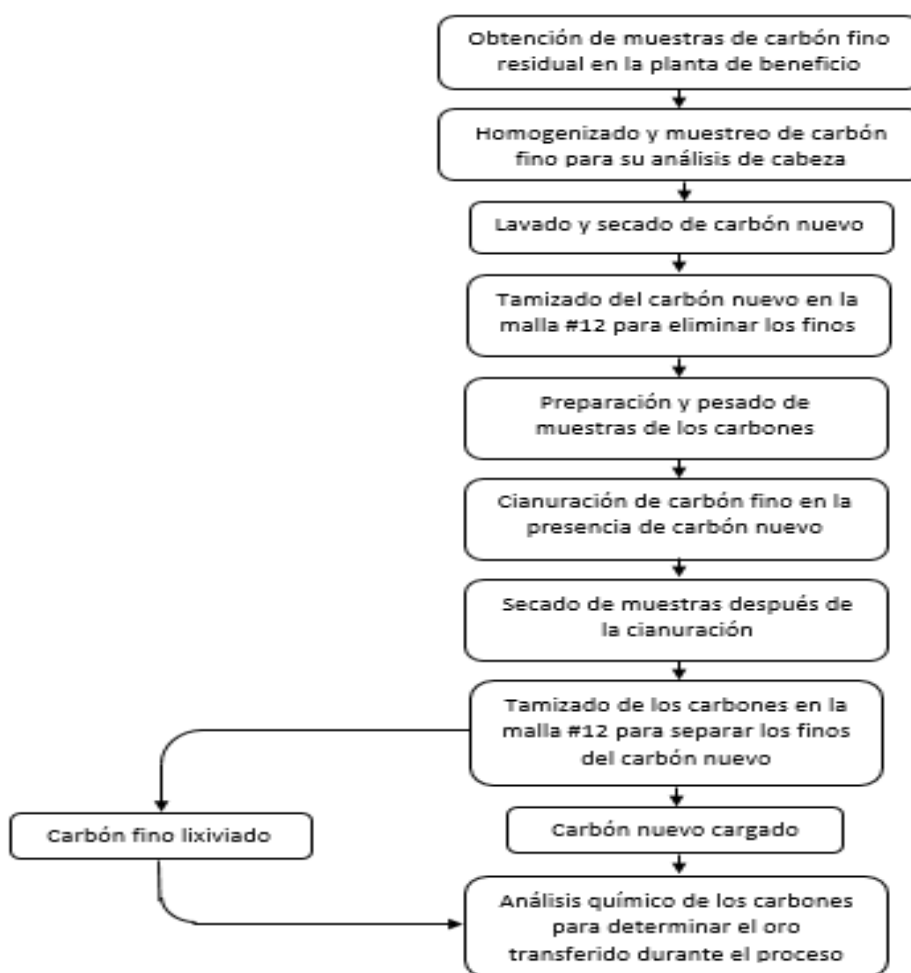 Obtención de muestras de carbón fino
residual en la planta de beneficio
Homogenizado y muestreo de carbón
fino para su análisis de cabeza
Lavado y secado de carbón nuevo
Tamizado del carbón nuevo en la
malla #12 para eliminar los finos
Preparación y pesado de
muestras de los carbones
Cianuración de carbón fino en la
presencia de carbón nuevo
Secado de muestras después de
la cianuración
Tamizado de los carbones en la
malla #12 para separar los finos
del carbón nuevo
Carbón fino lixiviado
Carbón nuevo cargado
Análisis químico de los carbones
para determinar el oro
transferido durante el proceso